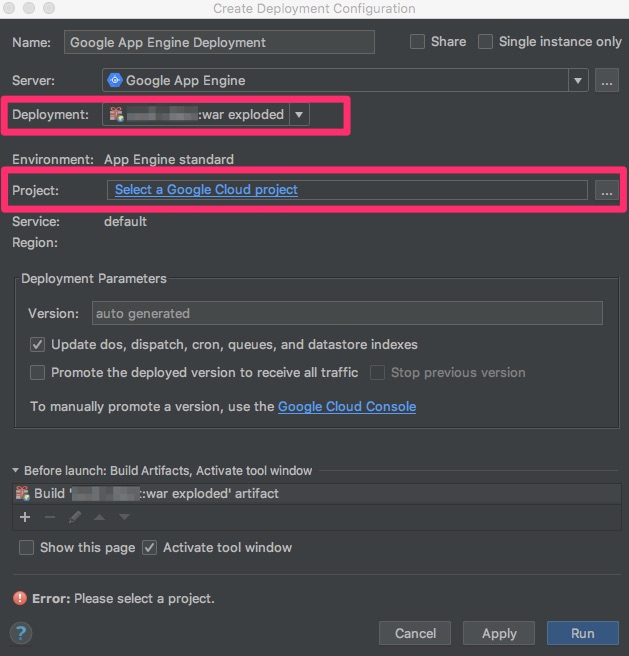 Create Deployment Configuration
Name: Google App Engine Deployment Share Single instance only
Server: Google App Engine ...
Deployment: :war exploded
Environment: App Engine standard
Project: Select a Google Cloud project ...
Service: default
Region:
Deployment Parameters
Version: auto generated
Update dos, dispatch, cron, queues, and datastore indexes
Promote the deployed version to receive all traffic Stop previous version
To manually promote a version, use the Google Cloud Console
Before launch: Build Artifacts, Activate tool window
Build ' ::war exploded' artifact
Show this page Activate tool window
Error: Please select a project.
? Cancel Apply Run